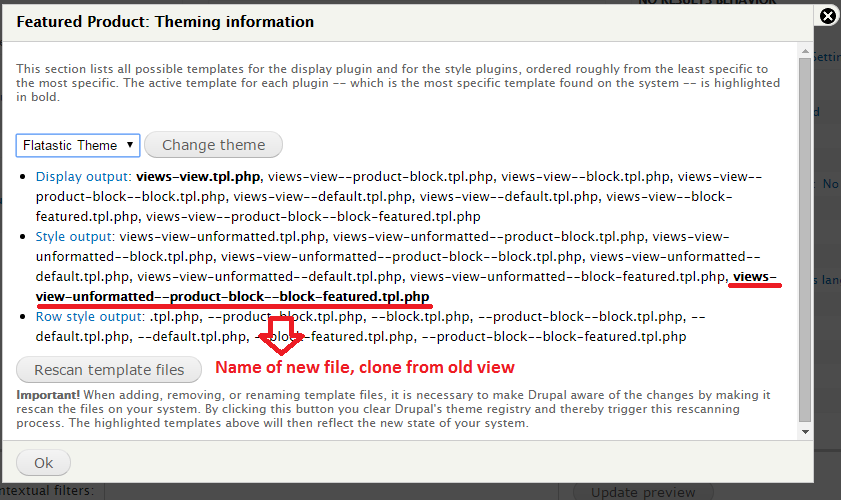 NO RESULTS BEHAVIOR
Featured Product: Theming information
This section lists all possible templates for the display plugin and for the style plugins, ordered roughly from the least specific to
the most specific. The active template for each plugin -- which is the most specific template found on the system -- is highlighted
in bold.
Flatastic Theme
Change theme
Display output: views-view.tpl.php, views-view--product-block.tpl.php, views-view--block.tpl.php, views-view--
product-block--block.tpl.php, views-view--default.tpl.php, views-view--default.tpl.php, views-view--block-
featured.tpl.php, views-view--product-block--block-featured.tpl.php
Style output: views-view-unformatted.tpl.php, views-view-unformatted--product-block.tpl.php, views-view-
unformatted--block.tpl.php, views-view-unformatted--product-block--block.tpl.php, views-view-unformatted--
default.tpl.php, views-view-unformatted--default.tpl.php, views-view-unformatted--block-featured.tpl.php, views-
view-unformatted--product-block--block-featured.tpl.php
Row style output: .tpl.php, --product-block.tpl.php, --block.tpl.php, --product-block--block.tpl.php, --
default.tpl.php, --default.tpl.php, --block-featured.tpl.php, --product-block--block-featured.tpl.php
Rescan template files
Name of new file, clone from old view
Important! When adding, removing, or renaming template files, it is necessary to make Drupal aware of the changes by making it
rescan the files on your system. By clicking this button you clear Drupal's theme registry and thereby trigger this rescanning
process. The highlighted templates above will then reflect the new state of your system.
Ok
No
Update preview